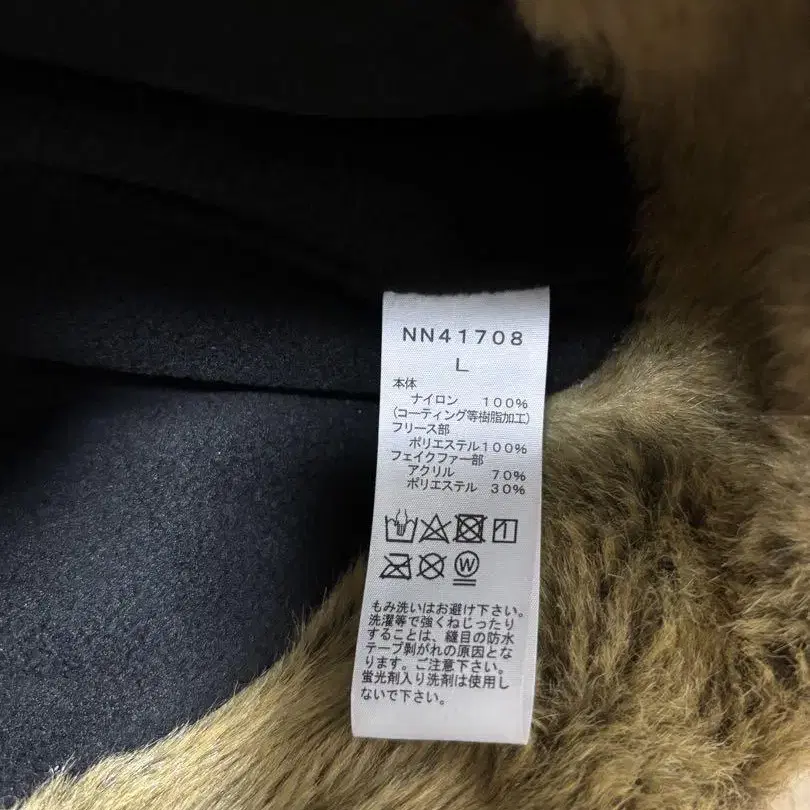 NN41708
L
本体
ナイロン 100%
(コーティング等樹脂加工)
フリース部
ポリエステル100%
フェイクファー部
アクリル 70%
ポリエステル 30%
W
もみ洗いはお避け下さい。
洗濯等で強くねじったり
することは、縫目の防水
テープ剥がれの原因とな
ります。ご注意下さい。
蛍光剤入り洗剤は使用し
ないで下さい。